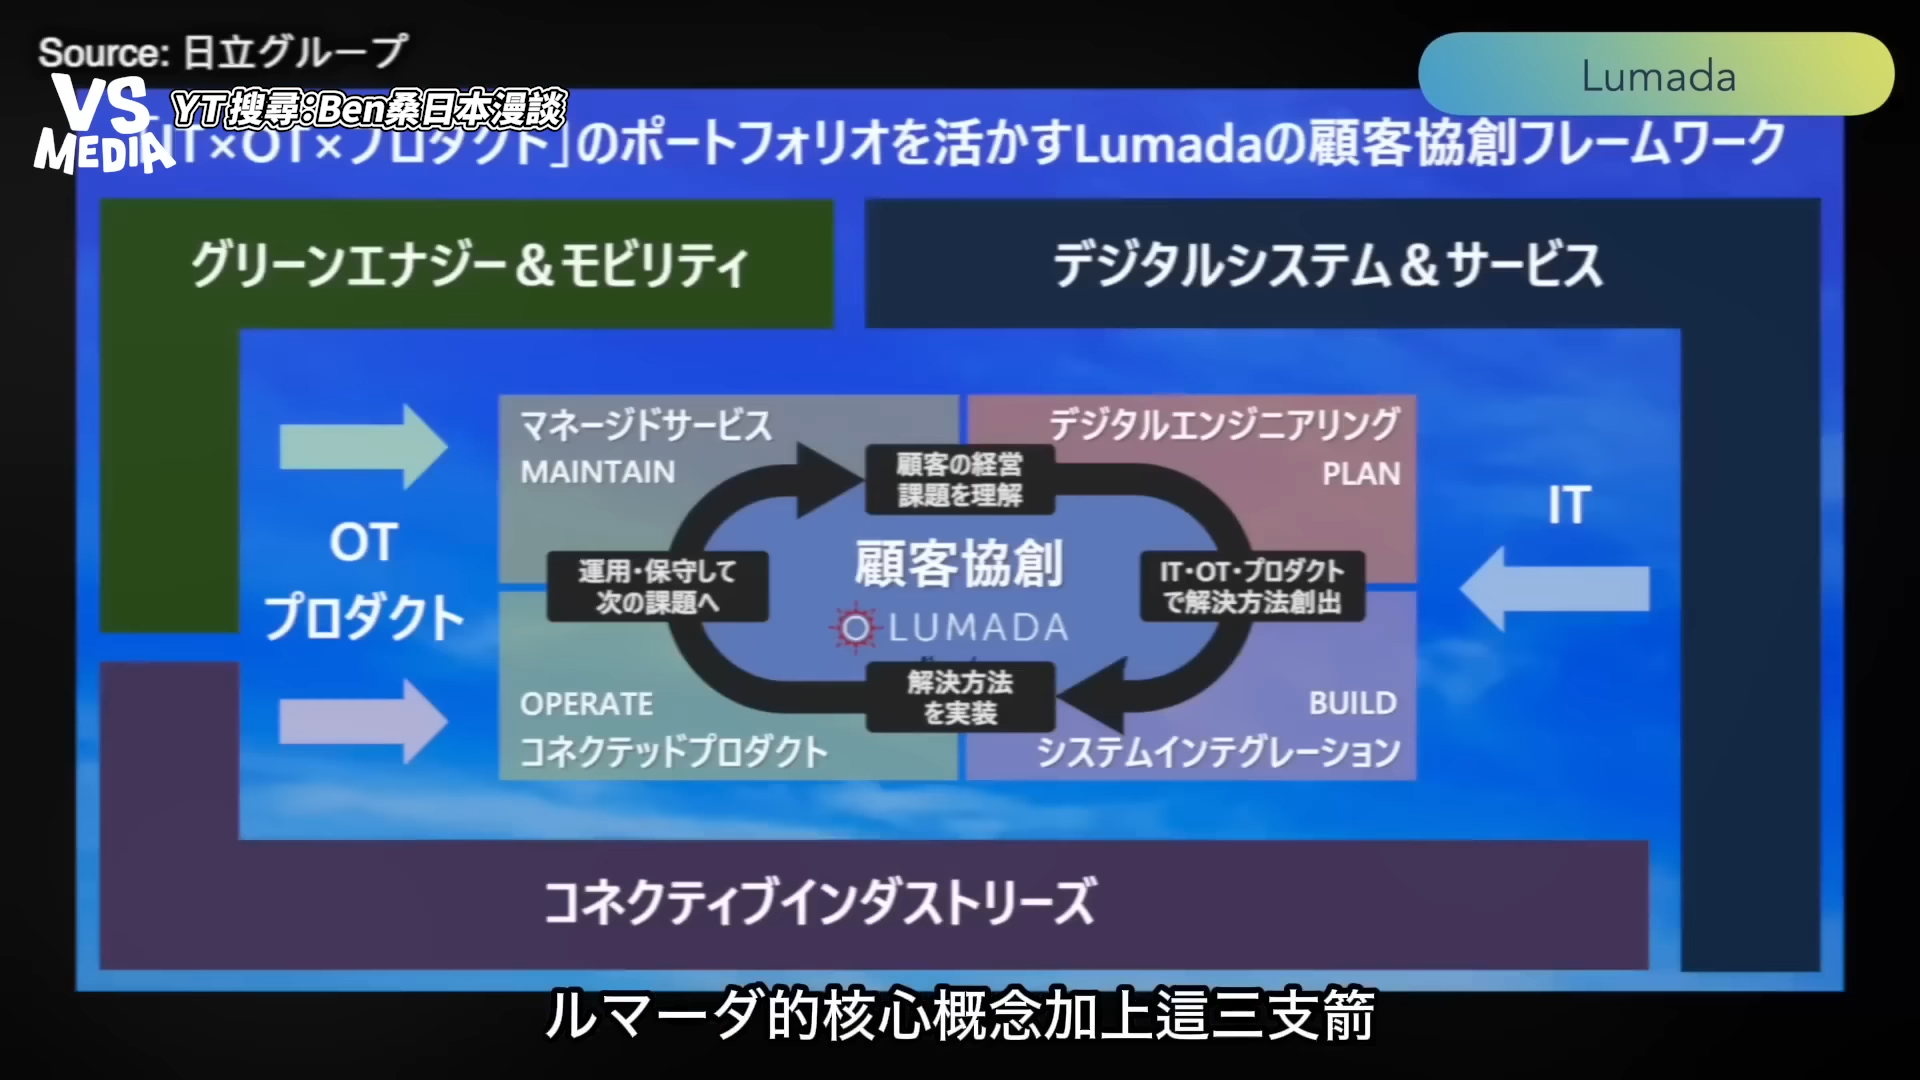 Source: 日立グループ
Lumada
VS
MEDIA
YT搜尋:Ben桑日本漫談
「IT×OT×プロダクト」のポートフォリオを活かすLumadaの顧客協創フレームワーク
グリーンエナジー＆モビリティ
デジタルシステム＆サービス
マネージドサービス
MAINTAIN
デジタルエンジニアリング
PLAN
顧客の経営
課題を理解
OT
プロダクト
IT
運用・保守して
次の課題へ
顧客協創
LUMADA
IT・OT・プロダクト
で解決方法創出
解決方法
を実装
OPERATE
コネクテッドプロダクト
BUILD
システムインテグレーション
コネクティブインダストリーズ
ルマーダ的核心概念加上這三支箭